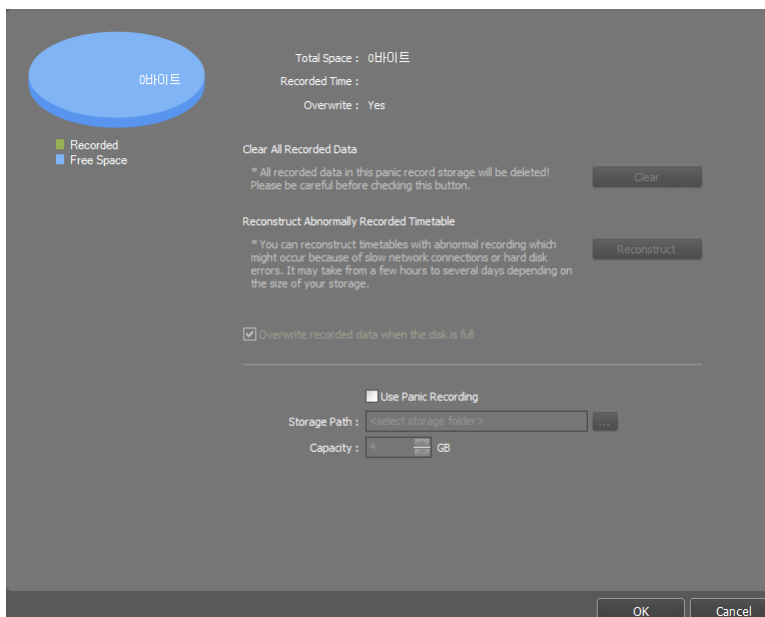 0바이트
Recorded
Free Space
Total Space : 0바이트
Recorded Time :
Overwrite : Yes
Clear All Recorded Data
* All recorded data in this panic record storage will be deleted!
Please be careful before checking this button.
Clear
Reconstruct Abnormally Recorded Timetable
* You can reconstruct timetables with abnormal recording which
might occur because of slow network connections or hard disk
errors. It may take from a few hours to several days depending on
the size of your storage.
Reconstruct
Overwrite recorded data when the disk is full
Use Panic Recording
Storage Path : <select storage folder> ...
Capacity : 4 GB
OK Cancel